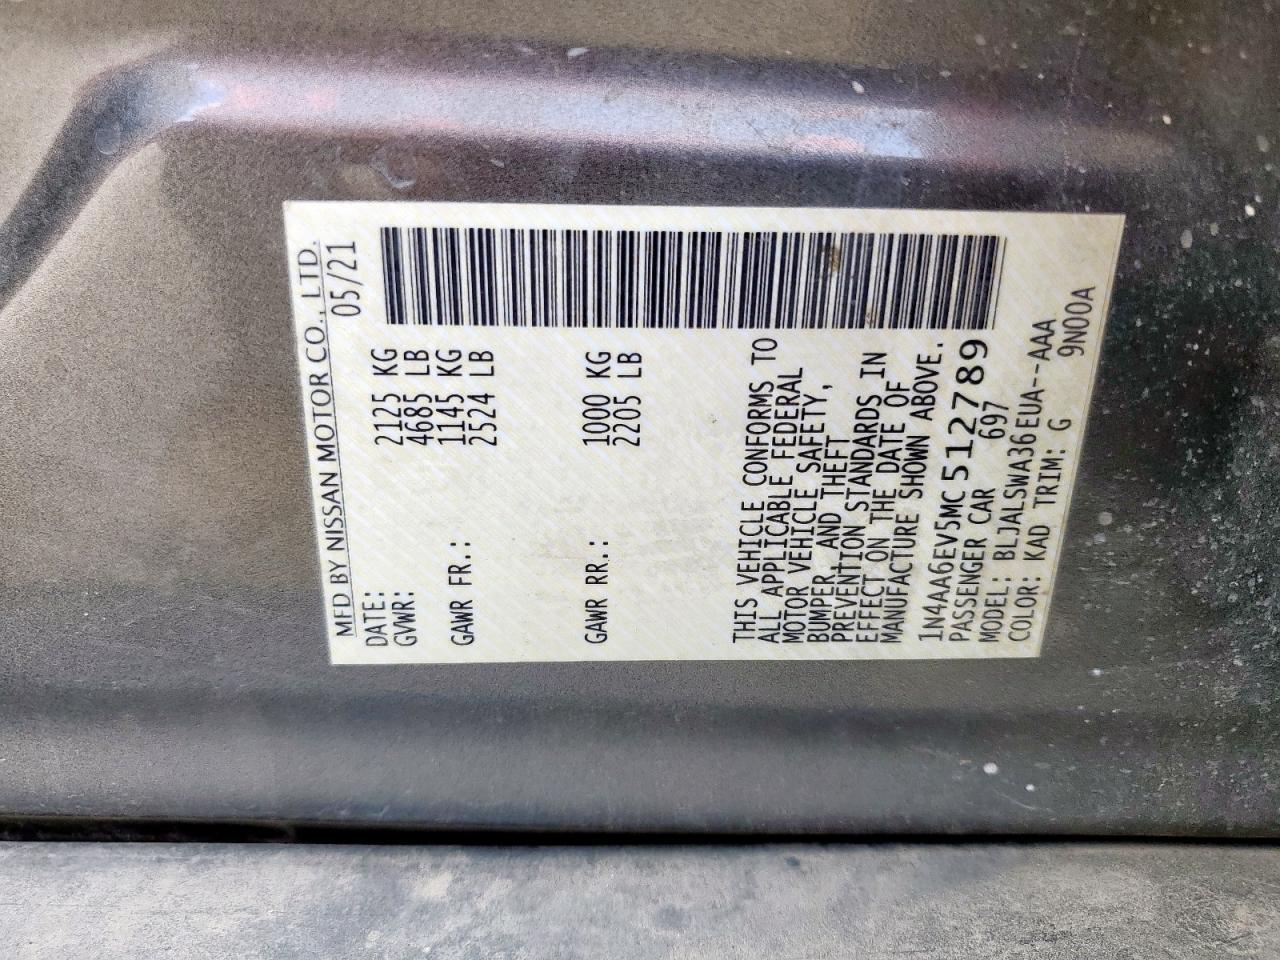 MFD BY NISSAN MOTOR CO., LTD.
DATE: 05/21
GVWR: 2125 KG
4685 LB
GAWR FR.: 1145 KG
2524 LB
GAWR RR.: 1000 KG
2205 LB
THIS VEHICLE CONFORMS TO
ALL APPLICABLE FEDERAL
MOTOR VEHICLE SAFETY,
BUMPER, AND THEFT
PREVENTION STANDARDS IN
EFFECT ON THE DATE OF
MANUFACTURE SHOWN ABOVE.
1N4AA6EV5MC512789
PASSENGER CAR 697
MODEL: BLJALSWA36EUA--AAA
COLOR: KAD TRIM: G 9N00A